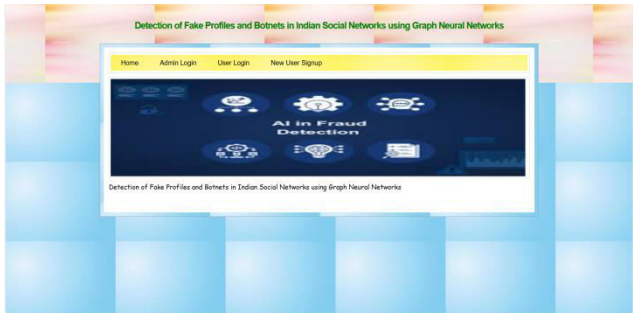 Detection of Fake Profiles and Botnets in Indian Social Networks using Graph Neural Networks
Home Admin Login User Login New User Signup
AI in Fraud
Detection
Detection of Fake Profiles and Botnets in Indian Social Networks using Graph Neural Networks